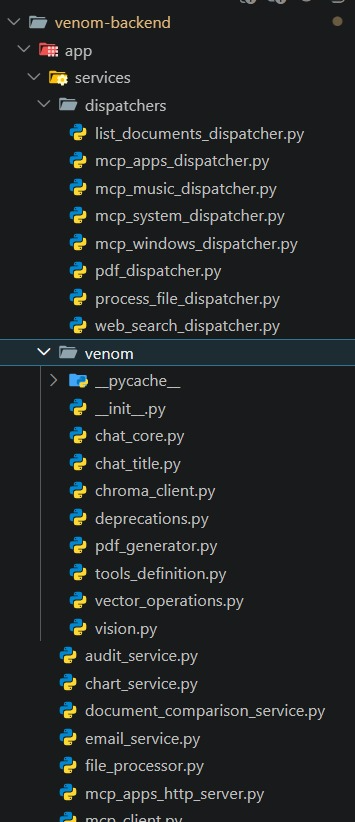 venom-backend
app
services
dispatchers
list_documents_dispatcher.py
mcp_apps_dispatcher.py
mcp_music_dispatcher.py
mcp_system_dispatcher.py
mcp_windows_dispatcher.py
pdf_dispatcher.py
process_file_dispatcher.py
web_search_dispatcher.py
venom
__pycache__
__init__.py
chat_core.py
chat_title.py
chroma_client.py
deprecations.py
pdf_generator.py
tools_definition.py
vector_operations.py
vision.py
audit_service.py
chart_service.py
document_comparison_service.py
email_service.py
file_processor.py
mcp_apps_http_server.py
mcp_client.py